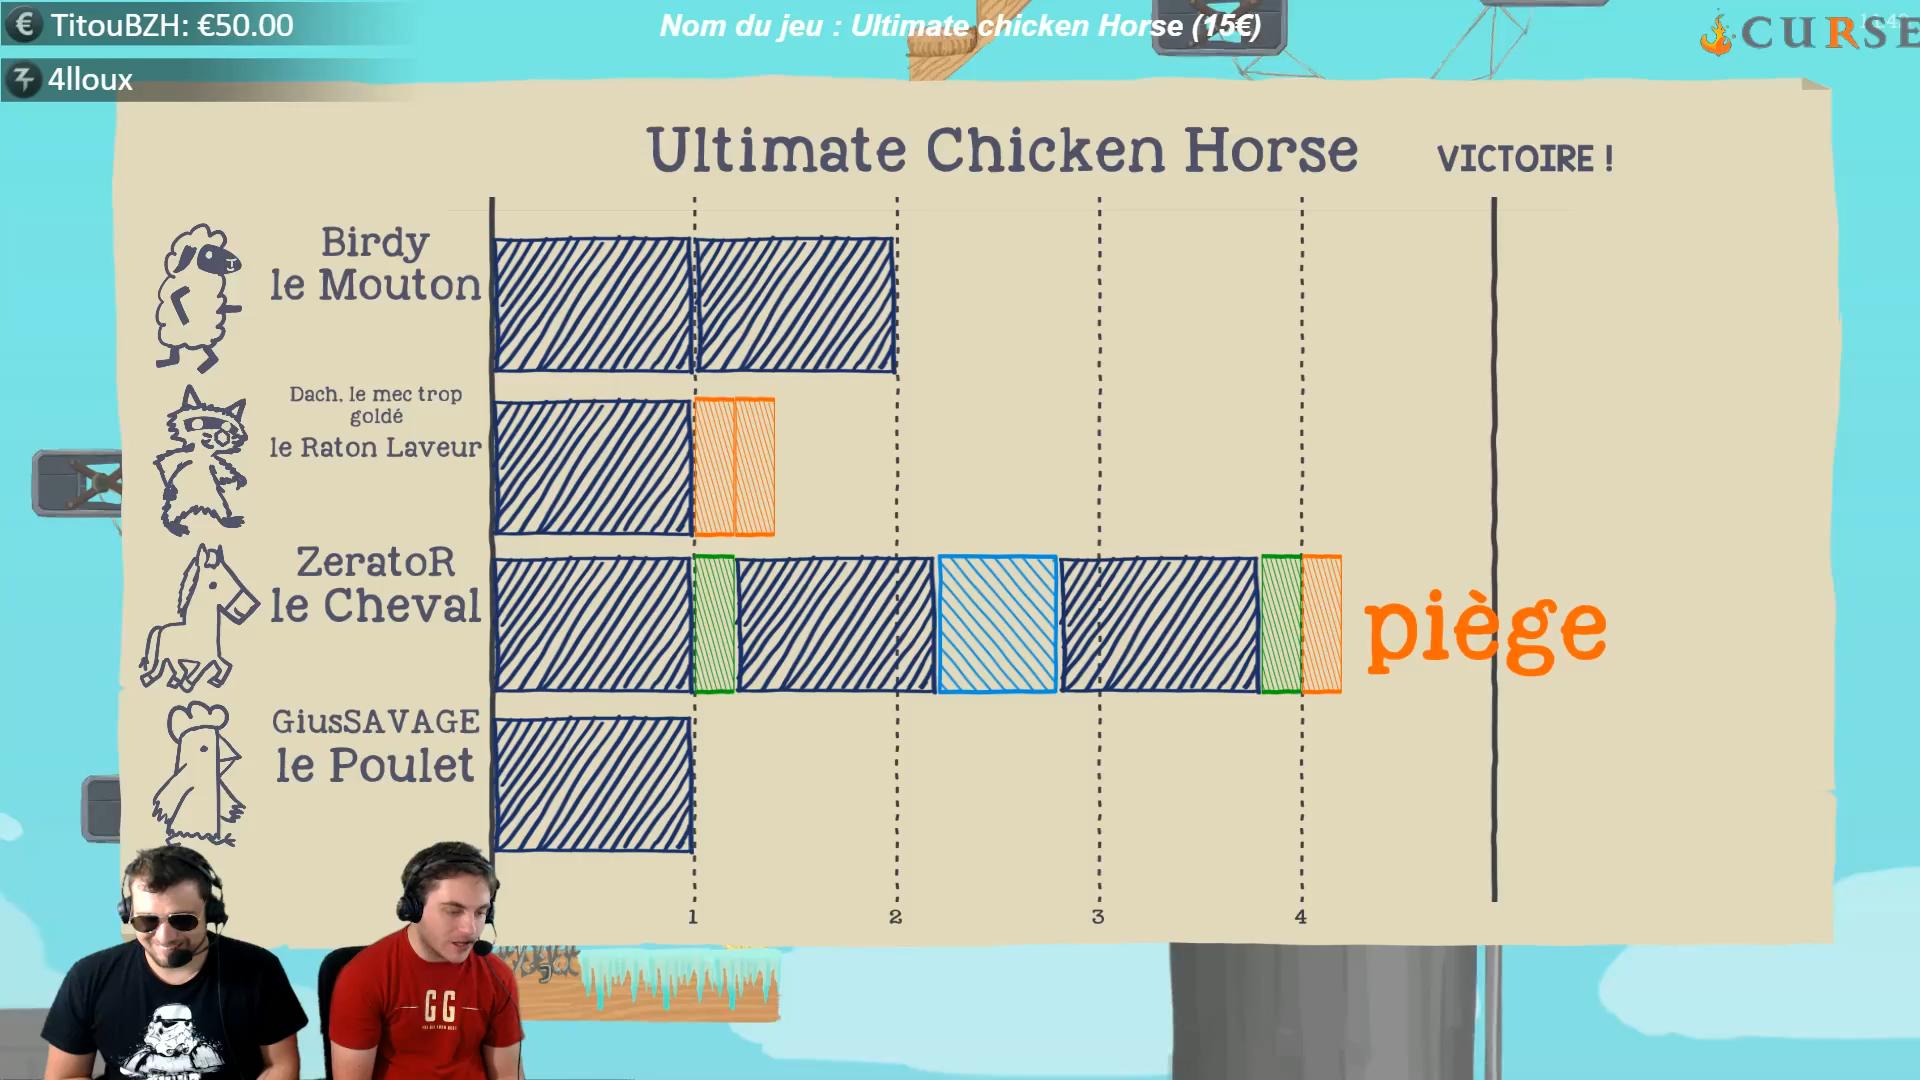 TitouBZH: €50.00
4lloux
Nom du jeu : Ultimate chicken Horse (15€)
CURSE
Ultimate Chicken Horse
VICTOIRE !
Birdy
le Mouton
Dach, le mec trop
goldé
le Raton Laveur
ZeratoR
le Cheval
piège
GiusSAVAGE
le Poulet
1 2 3 4
GG